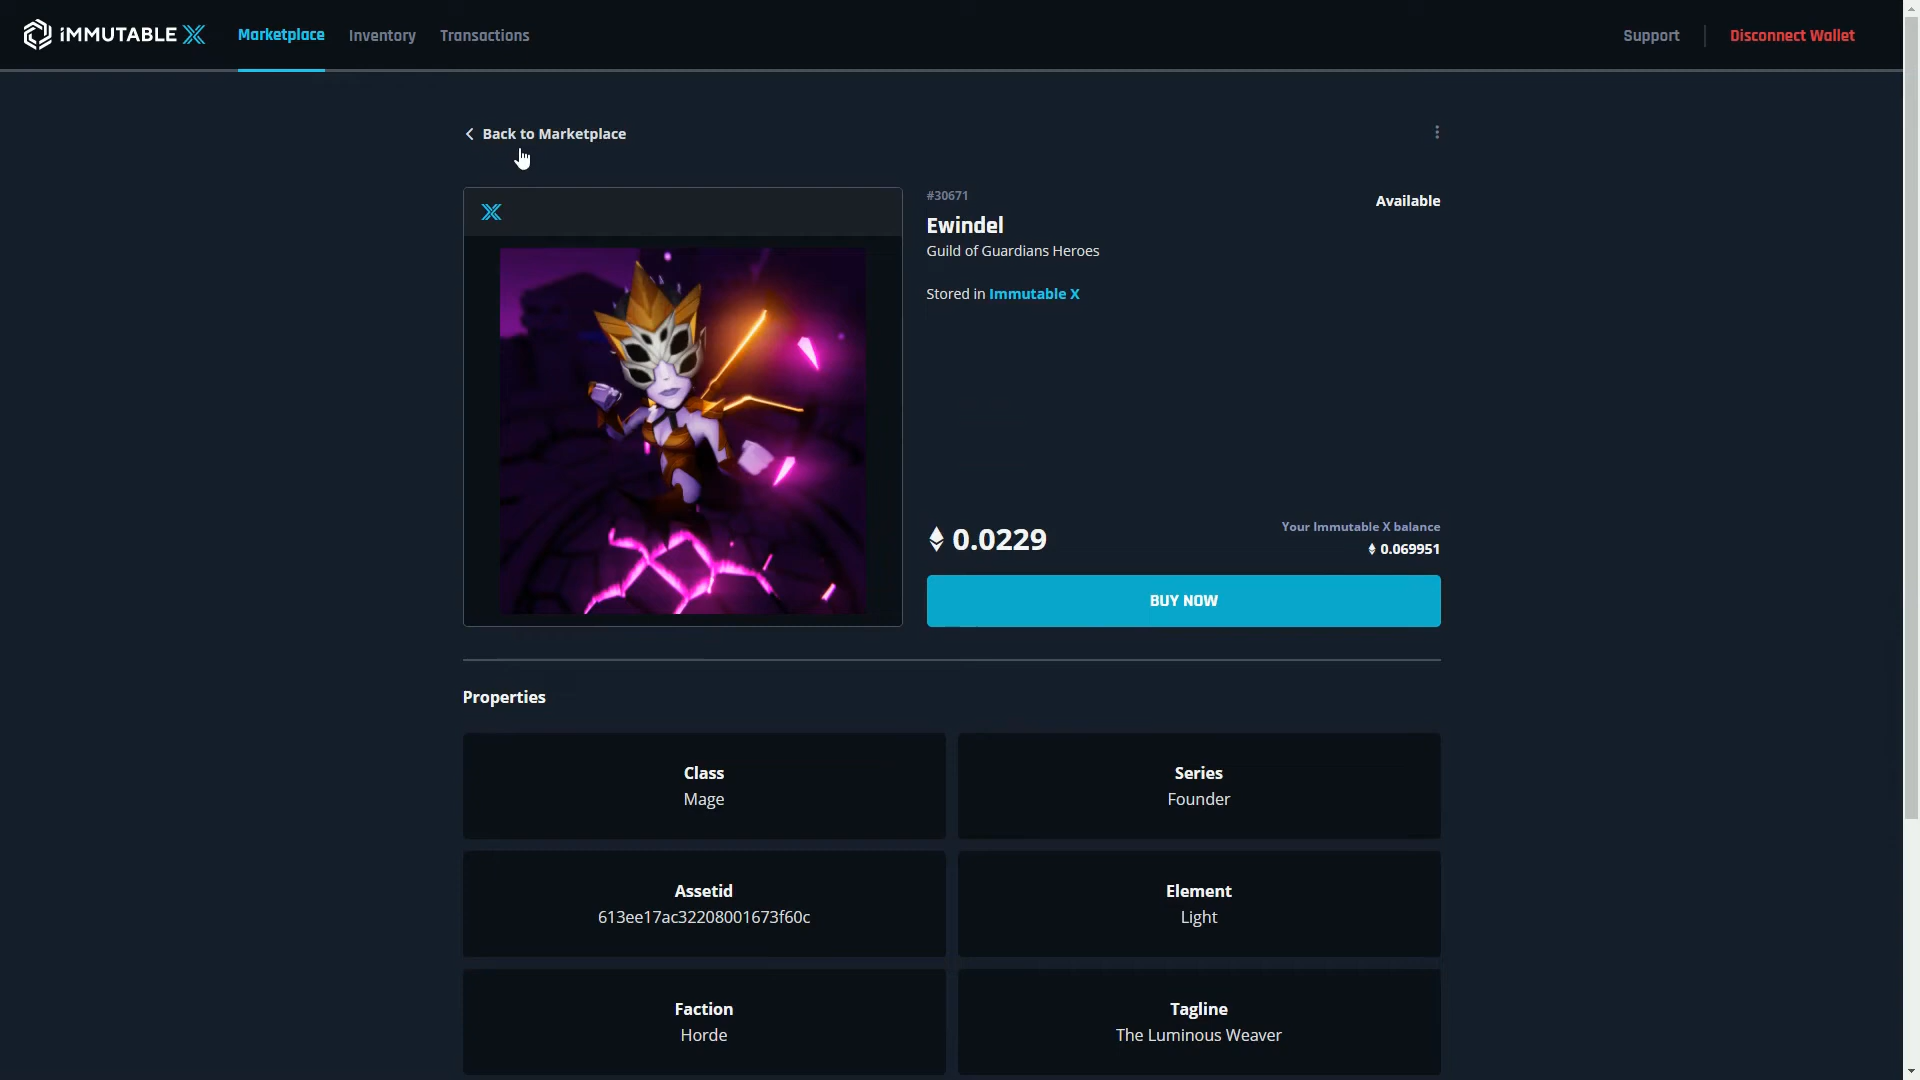 iMMUTABLE X
Marketplace
Inventory
Transactions
Support
Disconnect Wallet
Back to Marketplace
#30671
Available
Ewindel
Guild of Guardians Heroes
Stored in Immutable X
0.0229
Your Immutable X balance
0.069951
BUY NOW
Properties
Class
Mage
Series
Founder
Assetid
613ee17ac32208001673f60c
Element
Light
Faction
Horde
Tagline
The Luminous Weaver